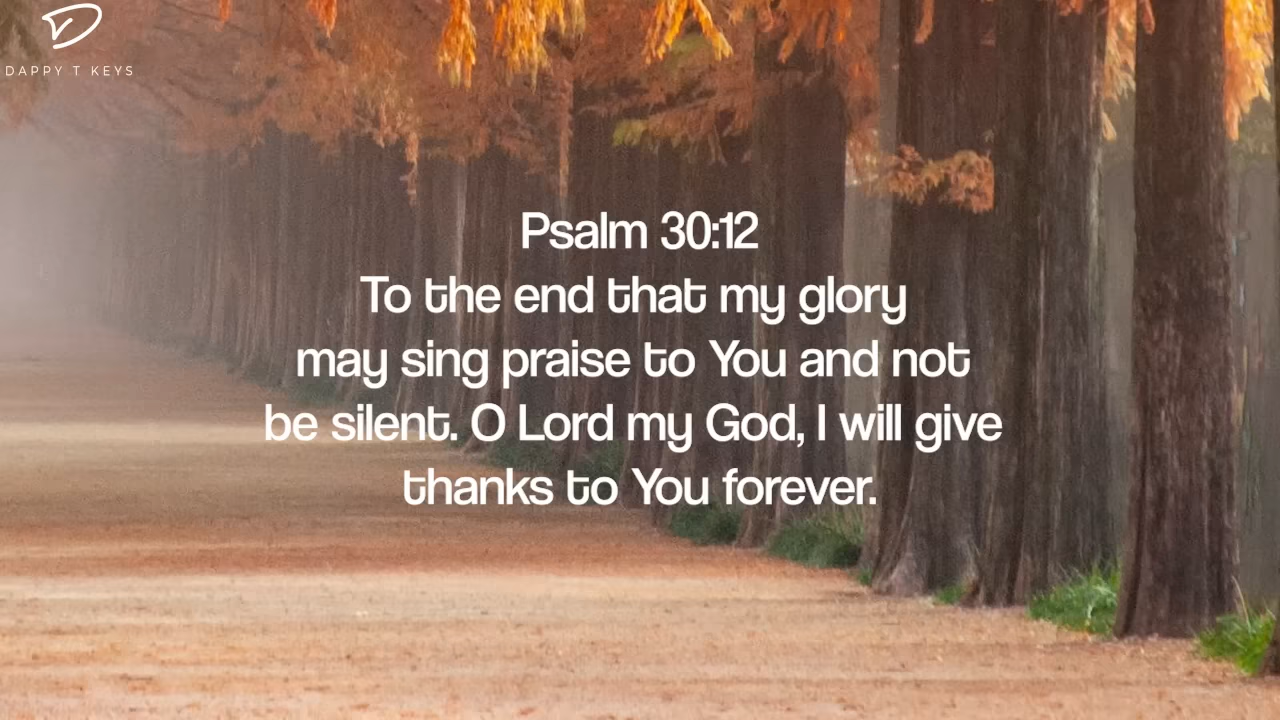 DAPPY T KEYS
Psalm 30:12
To the end that my glory
may sing praise to You and not
be silent. O Lord my God, I will give
thanks to You forever.